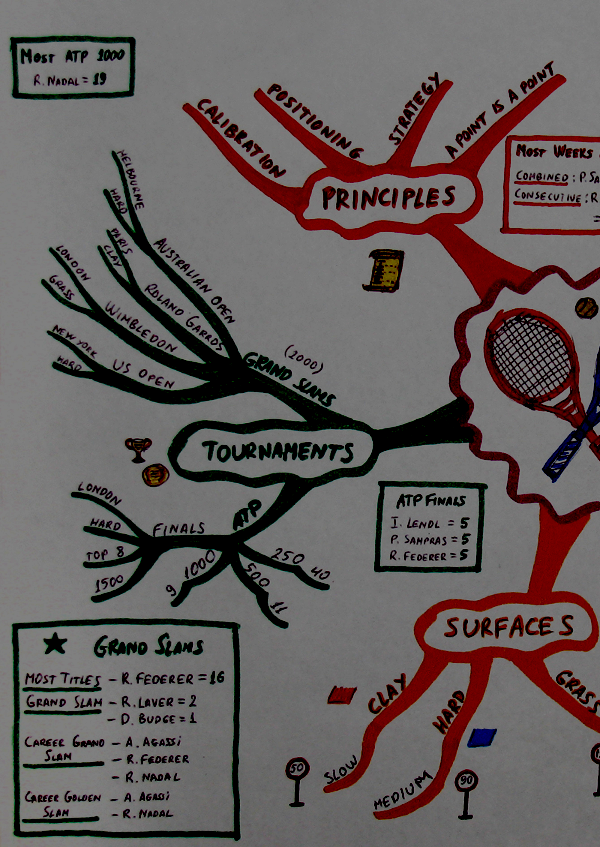 MOST ATP 1000
R. NADAL = 19
CALIBRATION
POSITIONING
STRATEGY
A POINT IS A POINT
PRINCIPLES
MOST WEEKS
COMBINED : P. SA
CONSECUTIVE : R
=
MELBOURNE
HARD
AUSTRALIAN OPEN
PARIS
CLAY
ROLAND GARROS
LONDON
GRASS
WIMBLEDON
NEW YORK
HARD
US OPEN
GRAND SLAMS
(2000)
TOURNAMENTS
ATP
FINALS
LONDON
HARD
TOP 8
1500
1000
9
500
11
250
40
ATP FINALS
I. LENDL = 5
P. SAMPRAS = 5
R. FEDERER = 5
★ GRAND SLAMS
MOST TITLES - R. FEDERER = 16
GRAND SLAM - R. LAVER = 2
- D. BUDGE = 1
CAREER GRAND SLAM - A. AGASSI
- R. FEDERER
- R. NADAL
CAREER GOLDEN SLAM - A. AGASSI
- R. NADAL
SURFACES
CLAY
SLOW
50
HARD
MEDIUM
90
GRASS